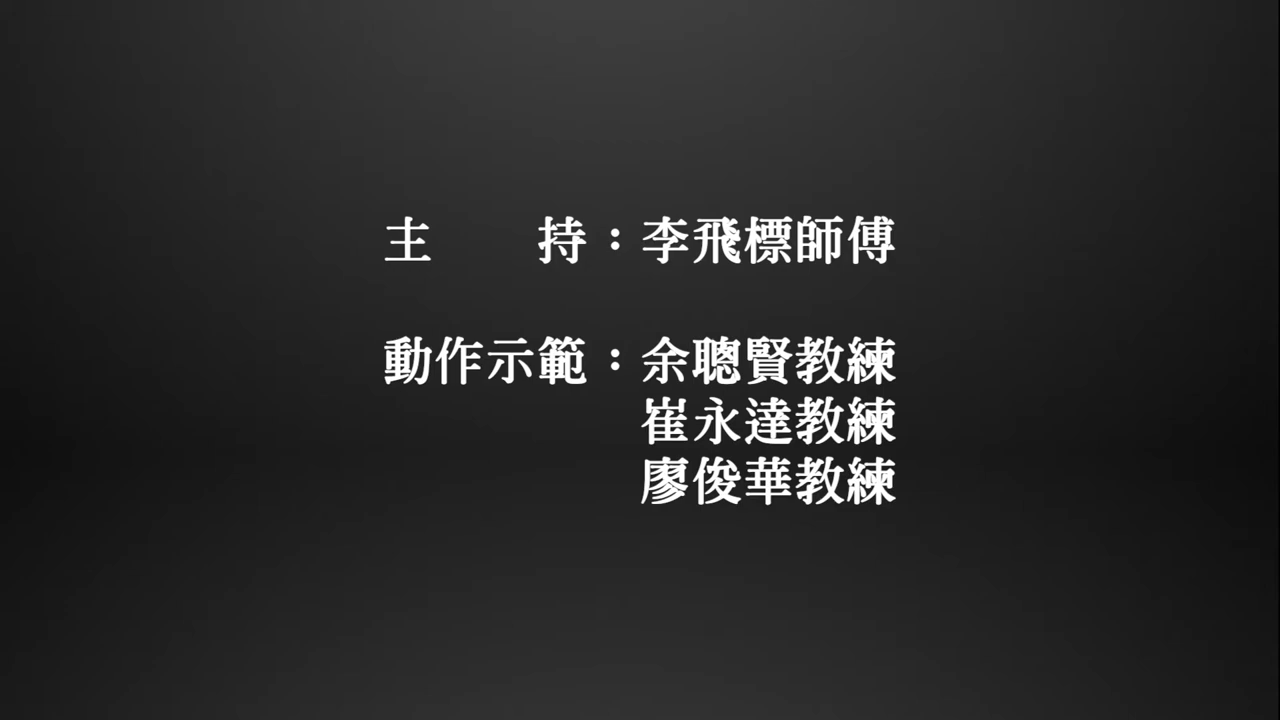 主　　持：李飛標師傅
動作示範：余聰賢教練
崔永達教練
廖俊華教練